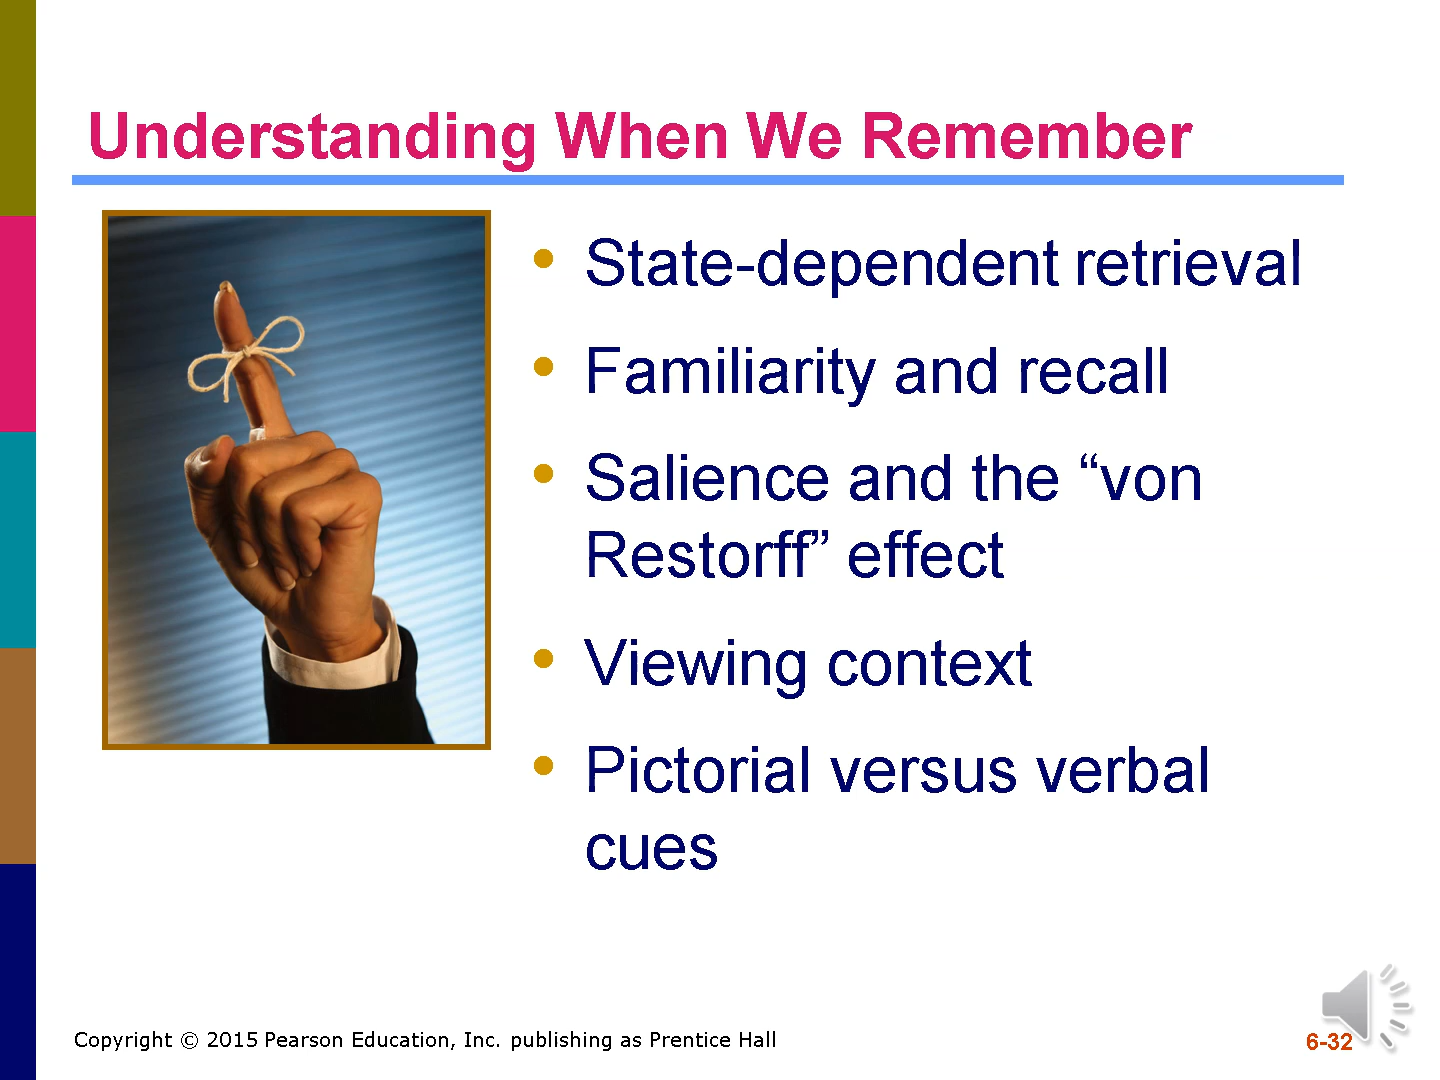 Understanding When We Remember
• State-dependent retrieval
• Familiarity and recall
• Salience and the “von
Restorff” effect
• Viewing context
• Pictorial versus verbal
cues
Copyright © 2015 Pearson Education, Inc. publishing as Prentice Hall
6-32